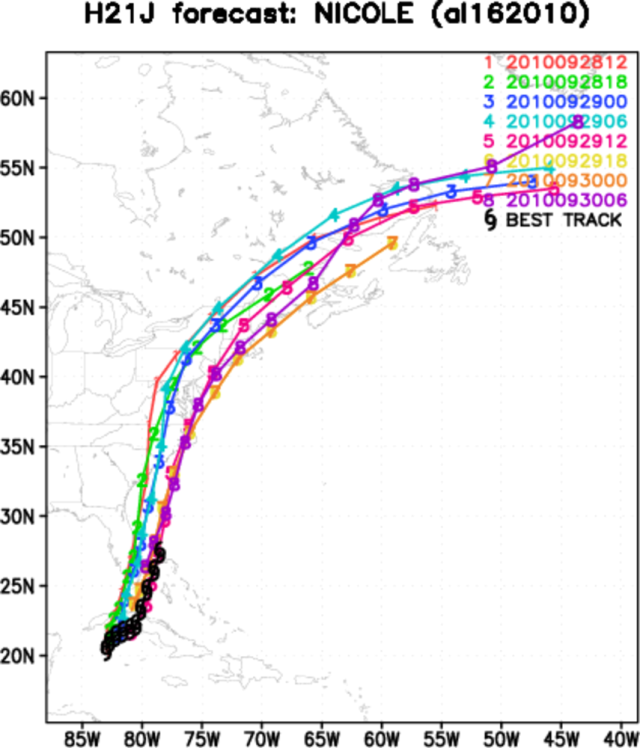 H21J forecast: NICOLE (al162010)
1 2010092812
2 2010092818
3 2010092900
4 2010092906
5 2010092912
6 2010092918
7 2010093000
8 2010093006
BEST TRACK
60N
55N
50N
45N
40N
35N
30N
25N
20N
85W 80W 75W 70W 65W 60W 55W 50W 45W 40W